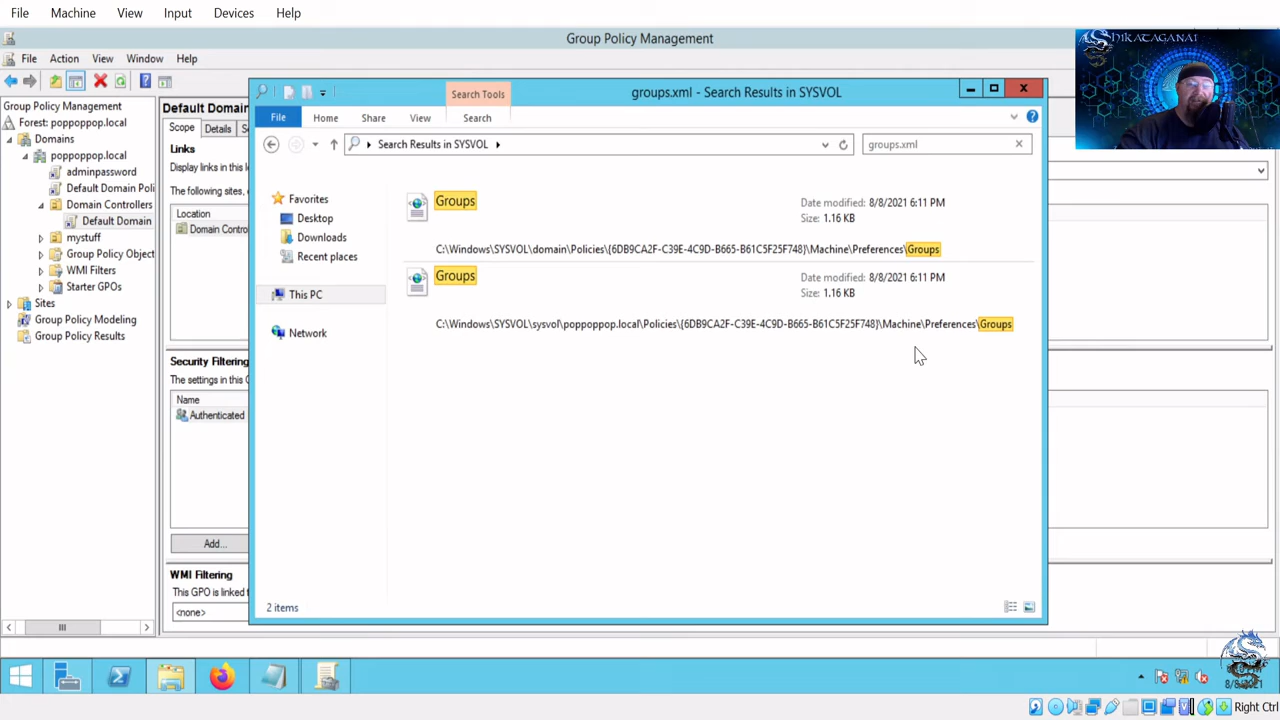 File Machine View Input Devices Help
Group Policy Management
SHIKATAGANAI
File Action View Window Help
Group Policy Management
Forest: poppoppop.local
Domains
poppoppop.local
adminpassword
Default Domain Poli
Domain Controllers
Default Domain
mystuff
Group Policy Object
WMI Filters
Starter GPOs
Sites
Group Policy Modeling
Group Policy Results
Default Domain
Scope Details
Links
Display links in this l
The following sites,
Location
Domain Contro
Security Filtering
The settings in this G
Name
Authenticated
Add...
WMI Filtering
This GPO is linked
<none>
Search Tools
groups.xml - Search Results in SYSVOL
File Home Share View Search
Search Results in SYSVOL
groups.xml
Favorites
Desktop
Downloads
Recent places
This PC
Network
Groups
Date modified: 8/8/2021 6:11 PM
Size: 1.16 KB
C:\Windows\SYSVOL\domain\Policies\{6DB9CA2F-C39E-4C9D-B665-B61C5F25F748}\Machine\Preferences\Groups
Groups
Date modified: 8/8/2021 6:11 PM
Size: 1.16 KB
C:\Windows\SYSVOL\sysvol\poppoppop.local\Policies\{6DB9CA2F-C39E-4C9D-B665-B61C5F25F748}\Machine\Preferences\Groups
2 items
8/8/2021
Right Ctrl